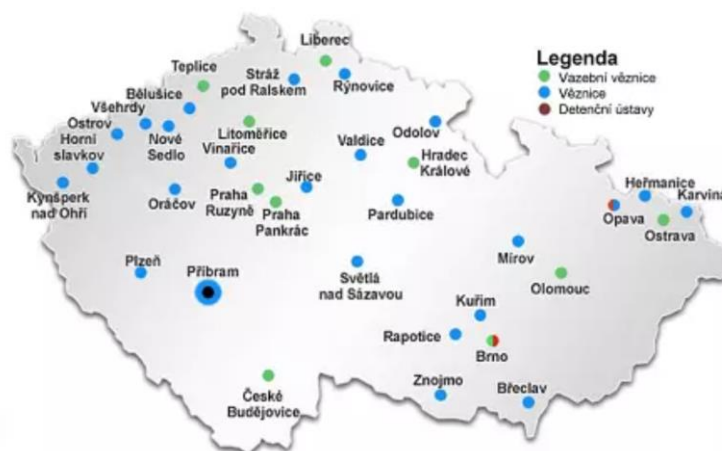 Liberec
Teplice
Stráž
pod Ralskem
Rýnovice
Legenda
Vazební věznice
Věznice
Detenční ústavy
Bělušice
Všehrdy
Ostrov
Horní
slavkov
Nové
Sedlo
Litoměřice
Vinařice
Valdice
Odolov
Hradec
Králové
Kynšperk
nad Ohří
Oráčov
Praha
Ruzyně
Jiřice
Praha
Pankrác
Pardubice
Heřmanice
Karviná
Opava
Ostrava
Plzeň
Příbram
Světlá
nad Sázavou
Mírov
Olomouc
Kuřim
Rapotice
Brno
Znojmo
Břeclav
České
Budějovice